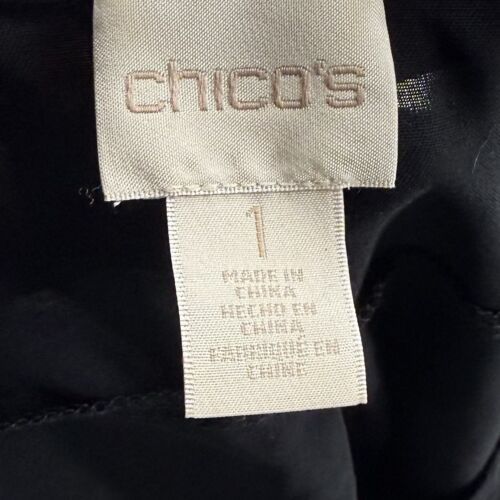 chico's
1
MADE IN
CHINA
HECHO EN
CHINA
FABRIQUÉ EN
CHINE